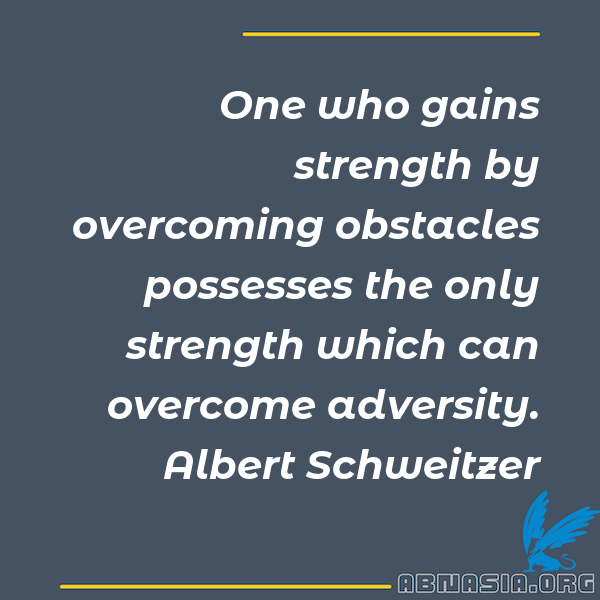 One who gains
strength by
overcoming obstacles
possesses the only
strength which can
overcome adversity.
Albert Schweitzer
ABNASIA.ORG